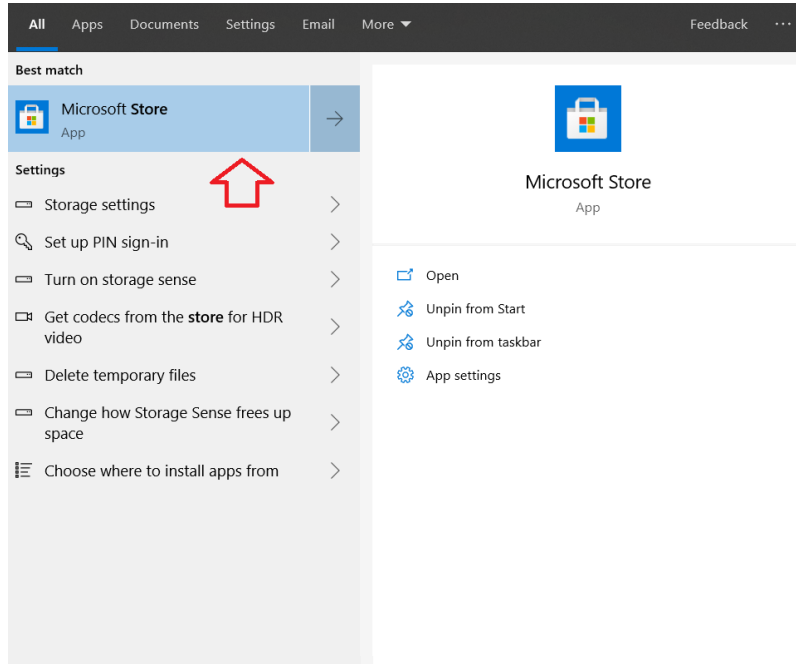 All Apps Documents Settings Email More Feedback ...
Best match
Microsoft Store
App
Settings
Storage settings
Set up PIN sign-in
Turn on storage sense
Get codecs from the store for HDR
video
Delete temporary files
Change how Storage Sense frees up
space
Choose where to install apps from
Microsoft Store
App
Open
Unpin from Start
Unpin from taskbar
App settings